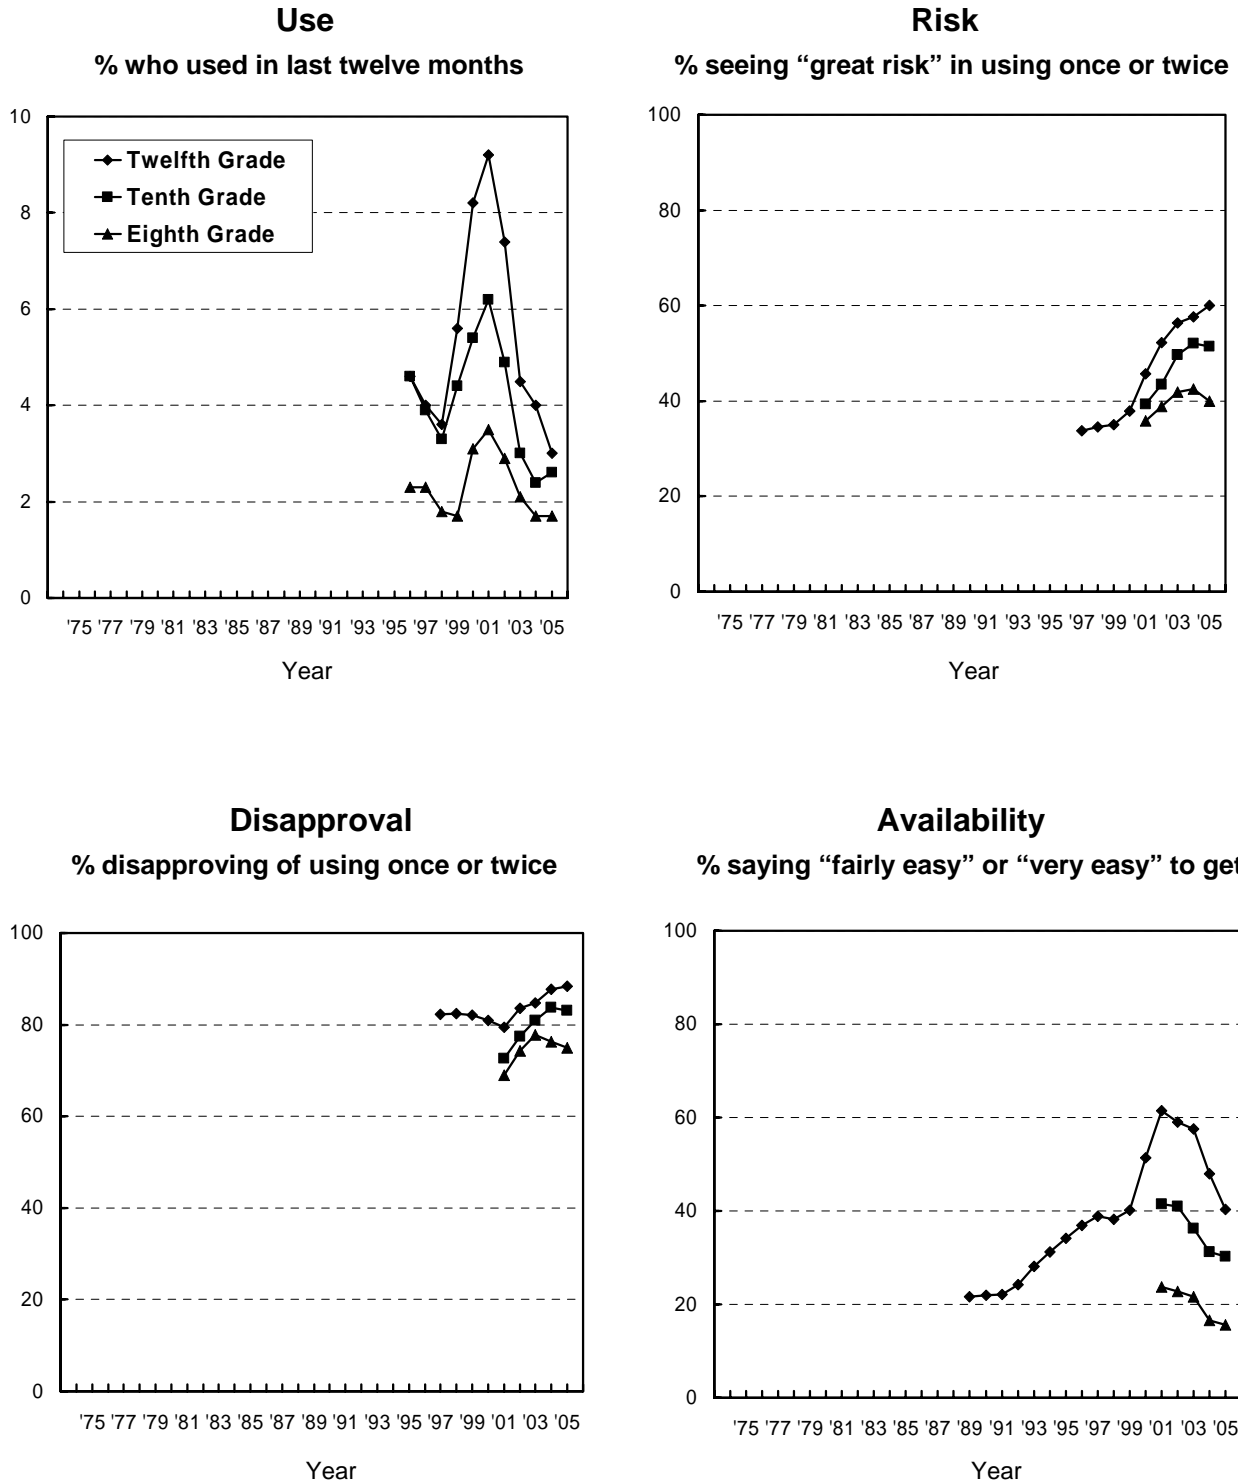 Use
% who used in last twelve months
10
8
6
4
2
0
Twelfth Grade
Tenth Grade
Eighth Grade
'75 '77 '79 '81 '83 '85 '87 '89 '91 '93 '95 '97 '99 '01 '03 '05
Year
Risk
% seeing “great risk” in using once or twice
100
80
60
40
20
0
'75 '77 '79 '81 '83 '85 '87 '89 '91 '93 '95 '97 '99 '01 '03 '05
Year
Disapproval
% disapproving of using once or twice
100
80
60
40
20
0
'75 '77 '79 '81 '83 '85 '87 '89 '91 '93 '95 '97 '99 '01 '03 '05
Year
Availability
% saying “fairly easy” or “very easy” to get
100
80
60
40
20
0
'75 '77 '79 '81 '83 '85 '87 '89 '91 '93 '95 '97 '99 '01 '03 '05
Year